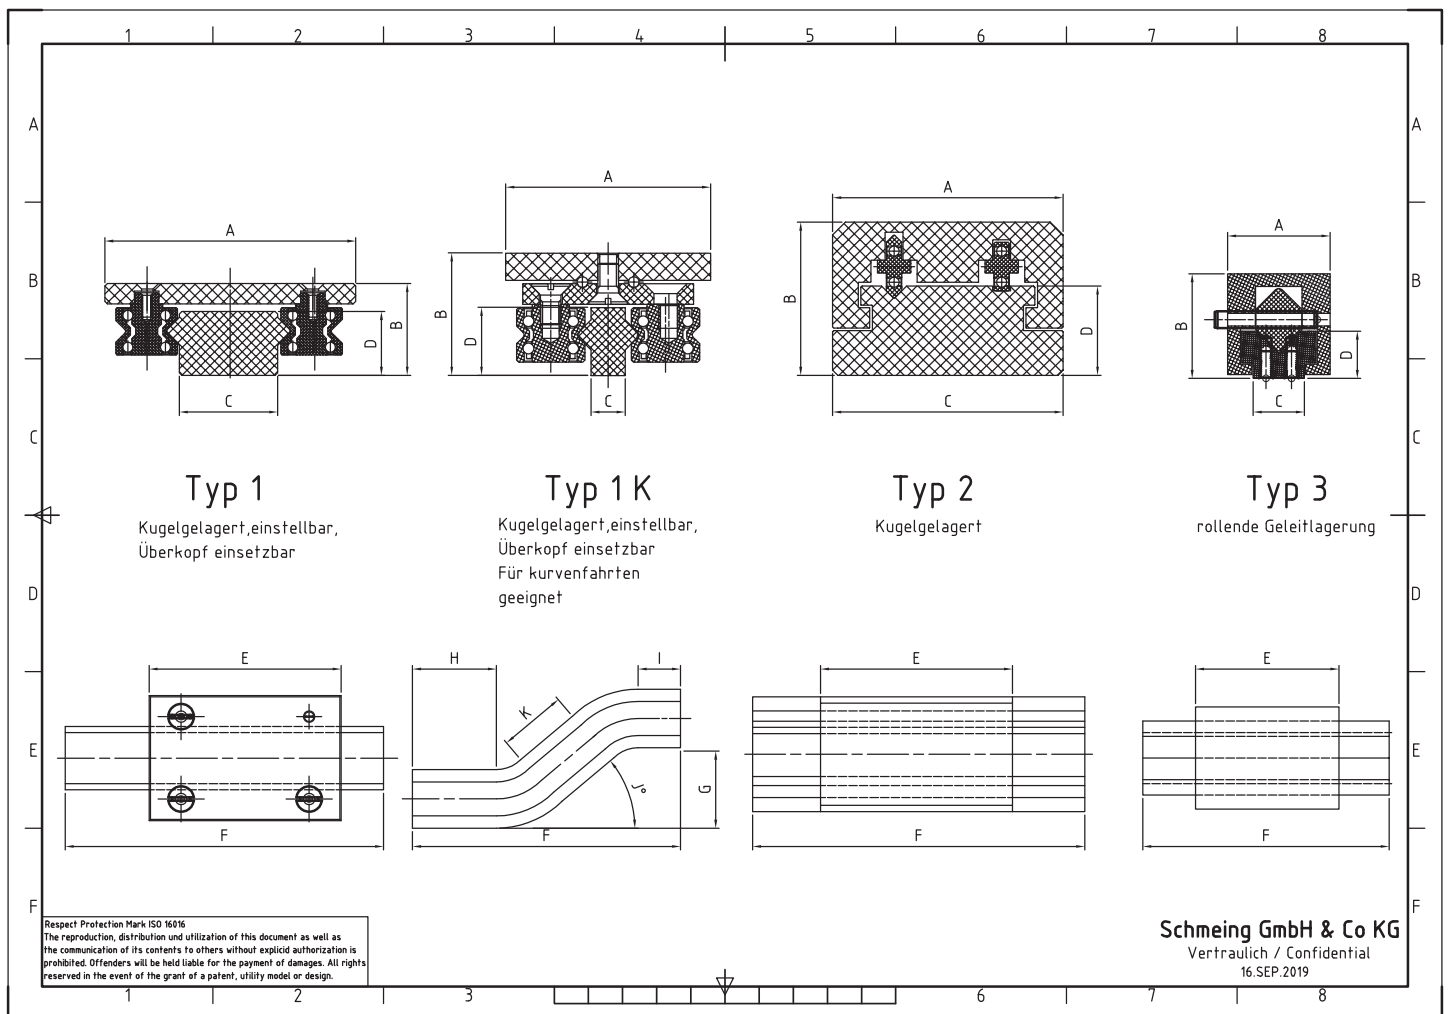 1 2 3 4 5 6 7 8
A A
B B
C C
D D
E E
F F
A
B
D
C
A
B
D
C
A
B
D
C
A
B
D
C
Typ 1
Kugelgelagert,einstellbar,
Überkopf einsetzbar
Typ 1 K
Kugelgelagert,einstellbar,
Überkopf einsetzbar
Für kurvenfahrten
geeignet
Typ 2
Kugelgelagert
Typ 3
rollende Geleitlagerung
E
F
H
I
K
J°
G
F
E
F
E
F
Respect Protection Mark ISO 16016
The reproduction, distribution und utilization of this document as well as
the communication of its contents to others without explicid authorization is
prohibited. Offenders will be held liable for the payment of damages. All rights
reserved in the event of the grant of a patent, utility model or design.
Schmeing GmbH & Co KG
Vertraulich / Confidential
16.SEP.2019
1 2 3 6 7 8